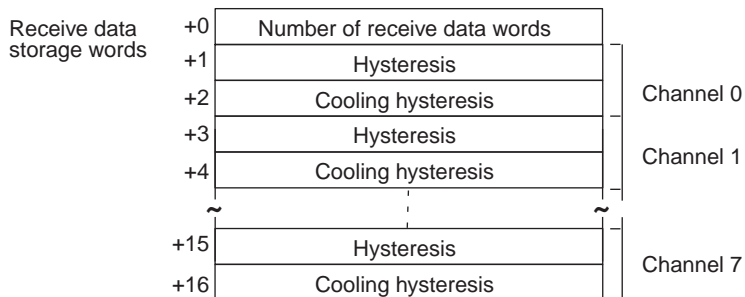 Receive data
storage words
+0 Number of receive data words
+1 Hysteresis
+2 Cooling hysteresis
Channel 0
+3 Hysteresis
+4 Cooling hysteresis
Channel 1
+15 Hysteresis
+16 Cooling hysteresis
Channel 7